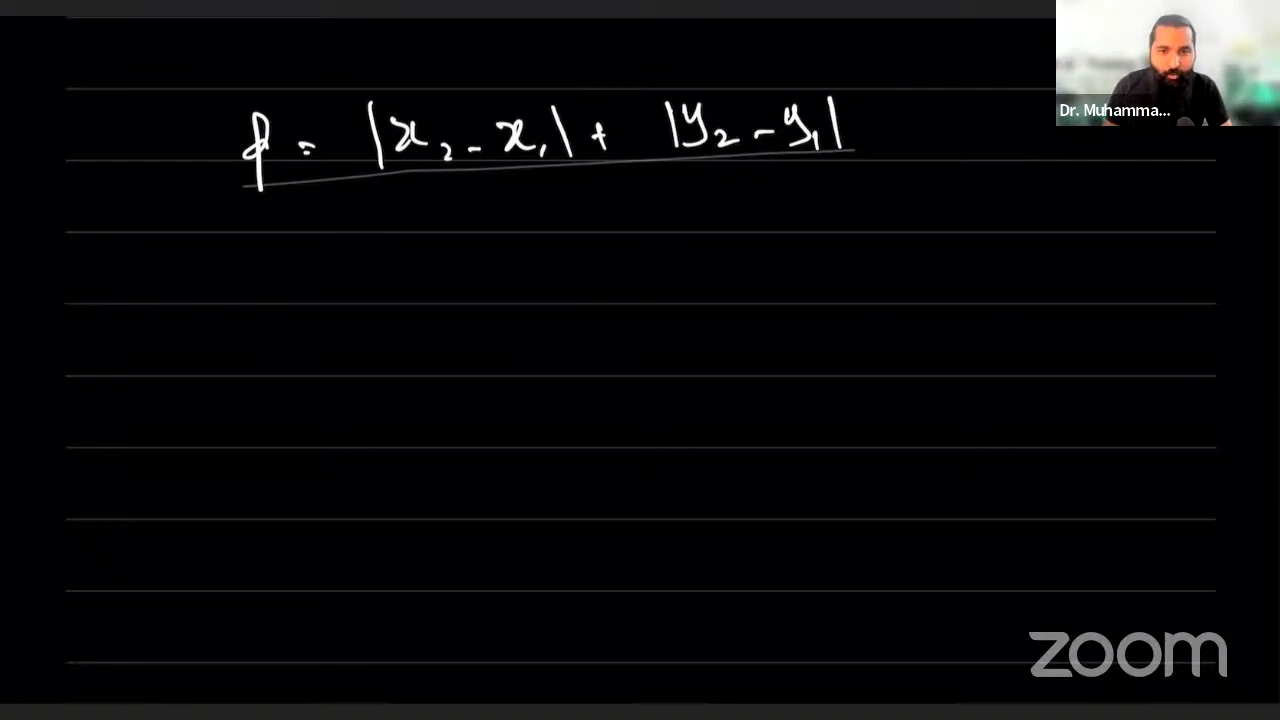 p = |x₂ - x₁| + |y₂ - y₁|
Dr. Muhamma...
zoom